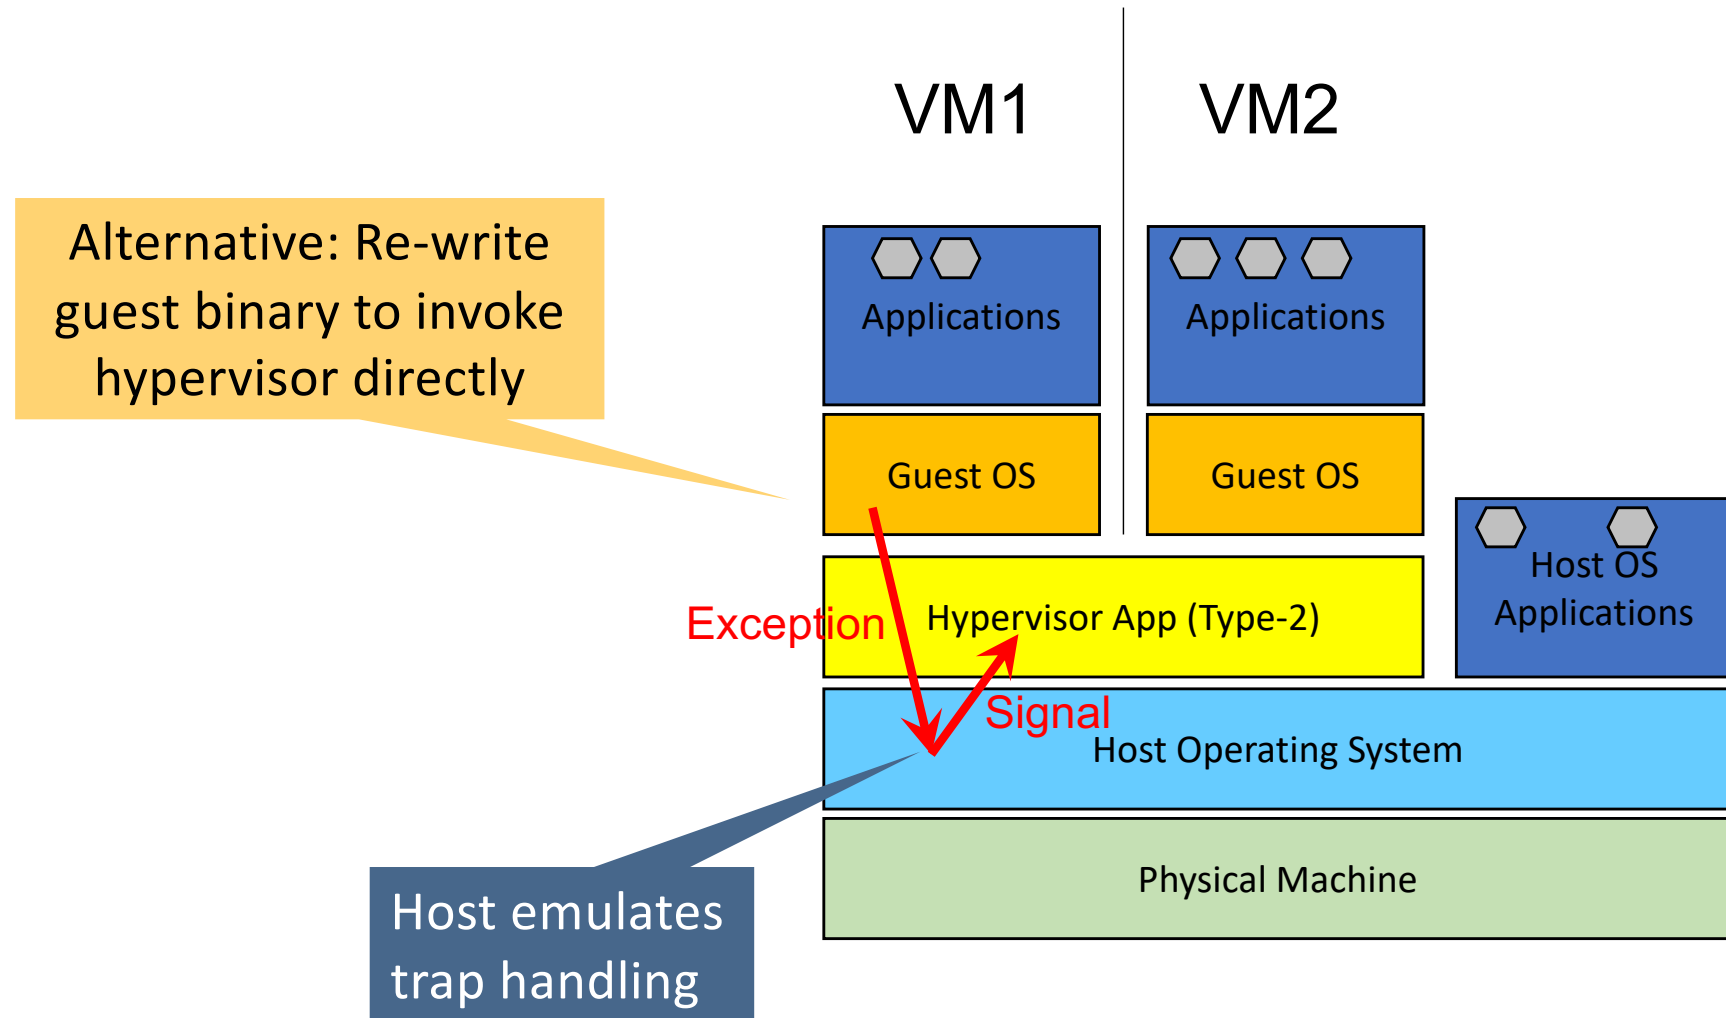 VM1
VM2
Alternative: Re-write
guest binary to invoke
hypervisor directly
Applications
Applications
Guest OS
Guest OS
Host OS
Applications
Exception
Hypervisor App (Type-2)
Signal
Host Operating System
Physical Machine
Host emulates
trap handling